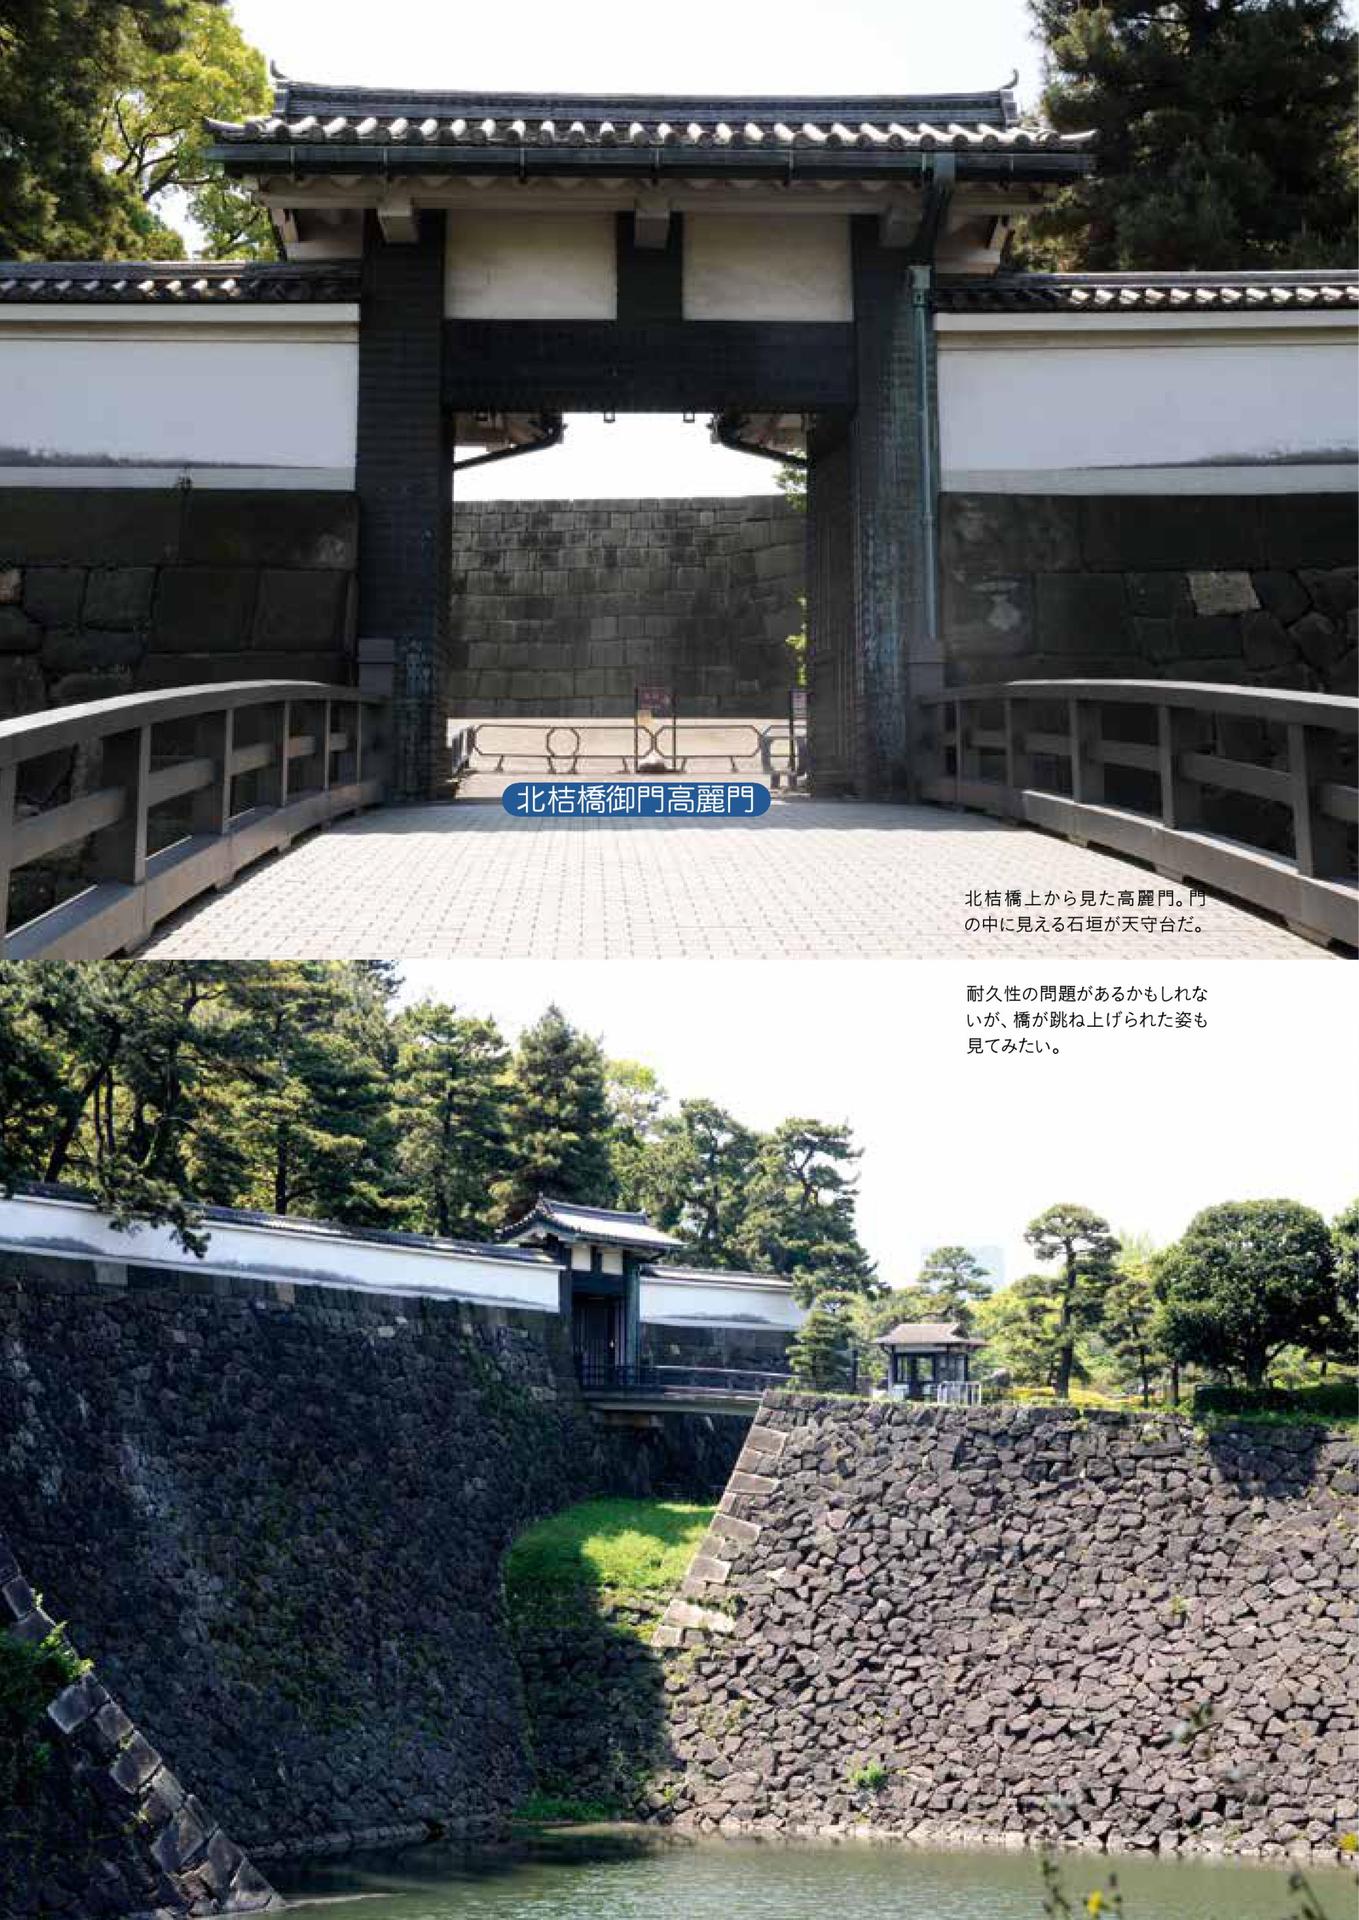 北桔橋御門高麗門
北桔橋上から見た高麗門。門
の中に見える石垣が天守台だ。
耐久性の問題があるかもしれな
いが、橋が跳ね上げられた姿も
見てみたい。